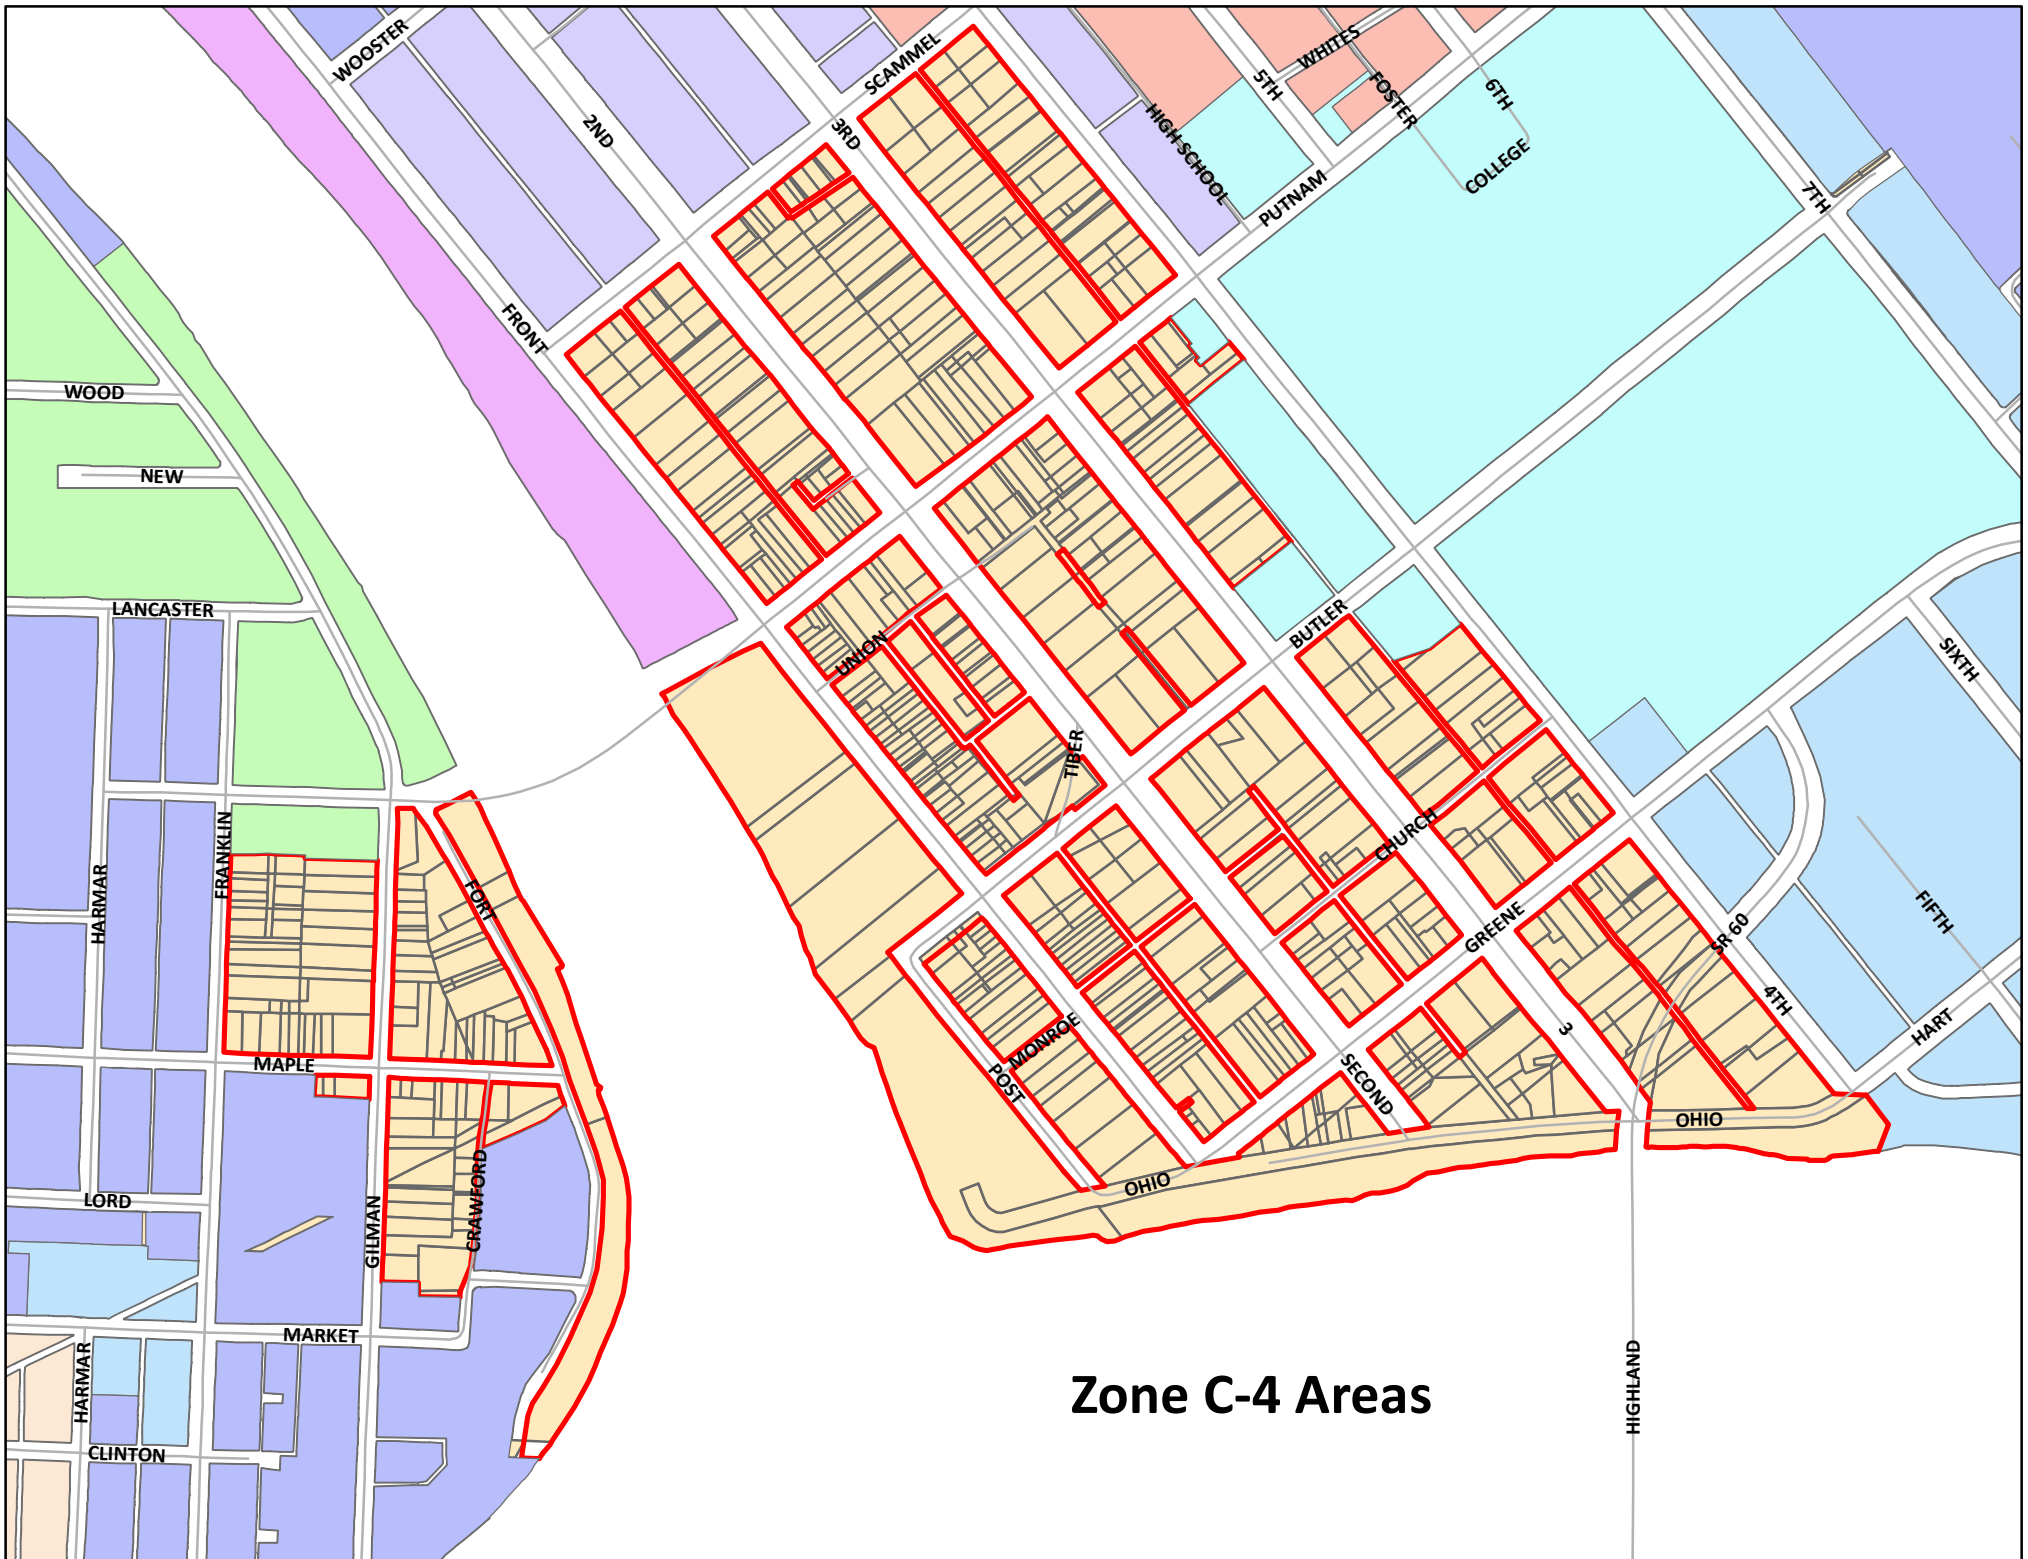 WOOSTER
SCAMMEL
WHITES
5TH
FOSTER
6TH
2ND
3RD
HIGH SCHOOL
COLLEGE
PUTNAM
7TH
FRONT
WOOD
NEW
LANCASTER
UNION
BUTLER
SIXTH
TIBER
HARMAR
FRANKLIN
FORT
CHURCH
GREENE
SR 60
FIFTH
4TH
HART
MAPLE
MONROE
POST
SECOND
3
OHIO
OHIO
LORD
GILMAN
CRAWFORD
MARKET
HARMAR
CLINTON
HIGHLAND
Zone C-4 Areas